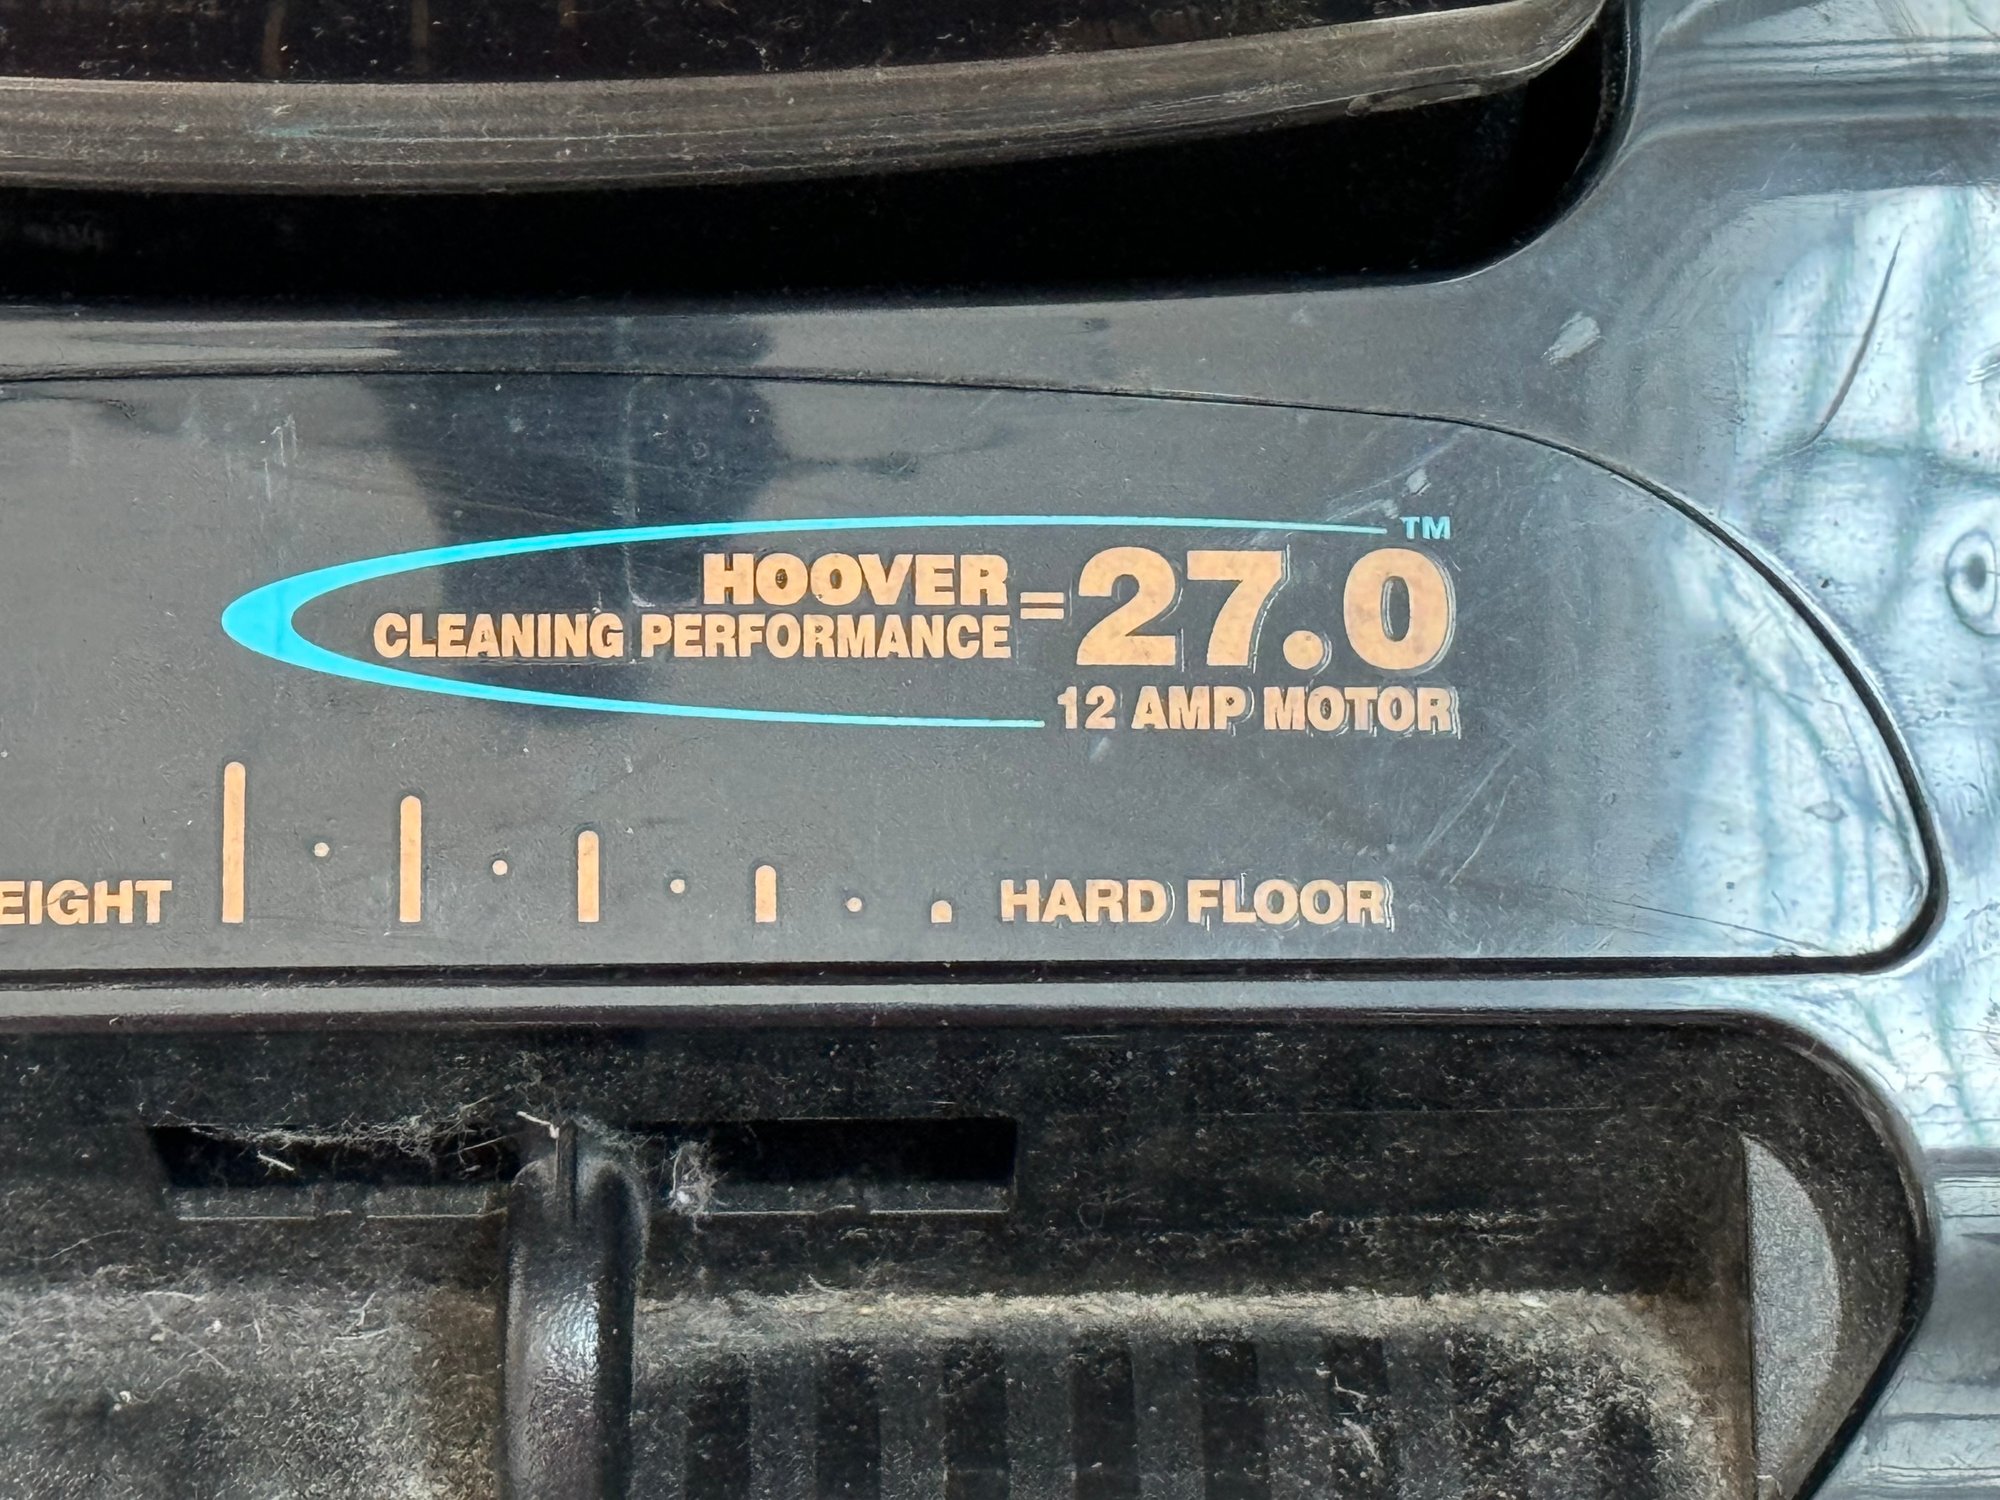 TM
HOOVER
CLEANING PERFORMANCE = 27.0
12 AMP MOTOR
EIGHT
HARD FLOOR